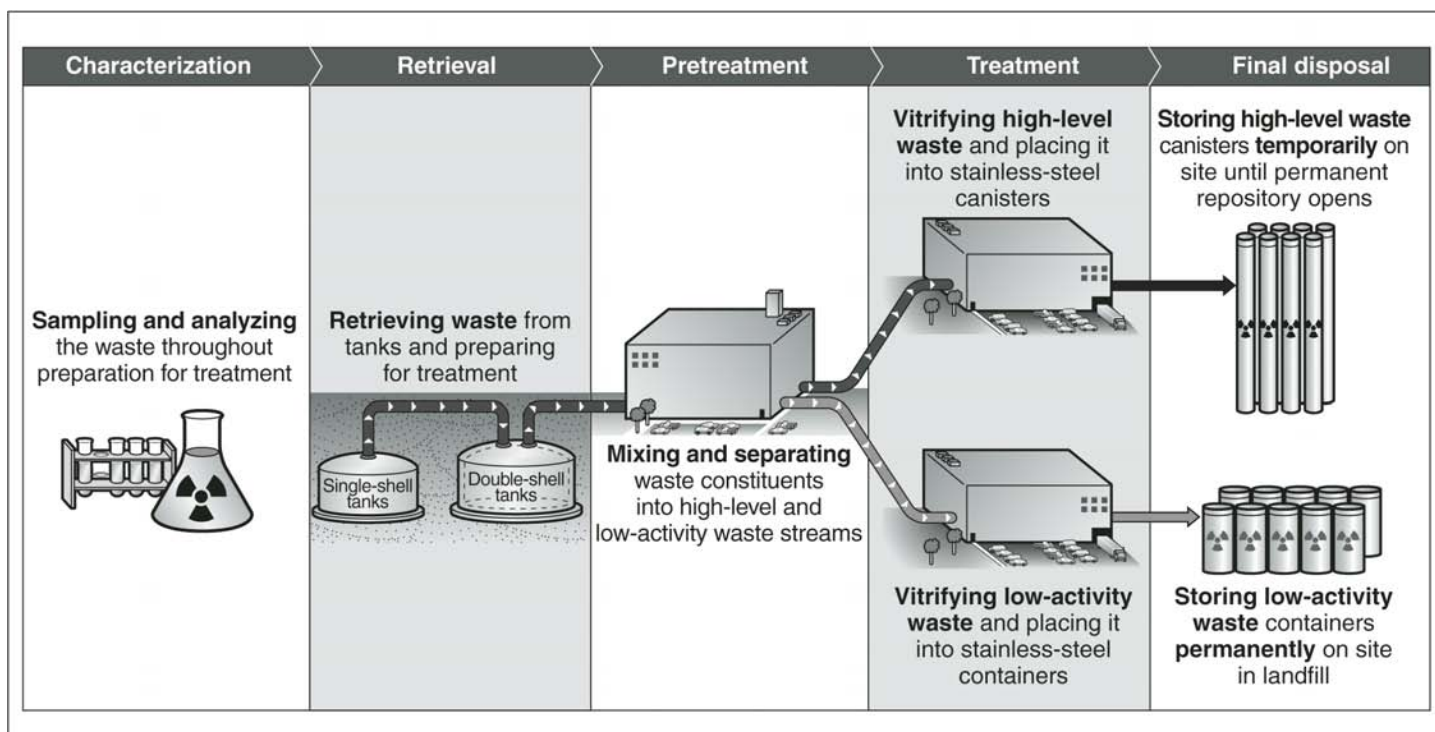 Characterization
Retrieval
Pretreatment
Treatment
Final disposal
Sampling and analyzing
the waste throughout
preparation for treatment
Retrieving waste from
tanks and preparing
for treatment
Single-shell
tanks
Double-shell
tanks
Mixing and separating
waste constituents
into high-level and
low-activity waste streams
Vitrifying high-level
waste and placing it
into stainless-steel
canisters
Vitrifying low-activity
waste and placing it
into stainless-steel
containers
Storing high-level waste
canisters temporarily on
site until permanent
repository opens
Storing low-activity
waste containers
permanently on site
in landfill